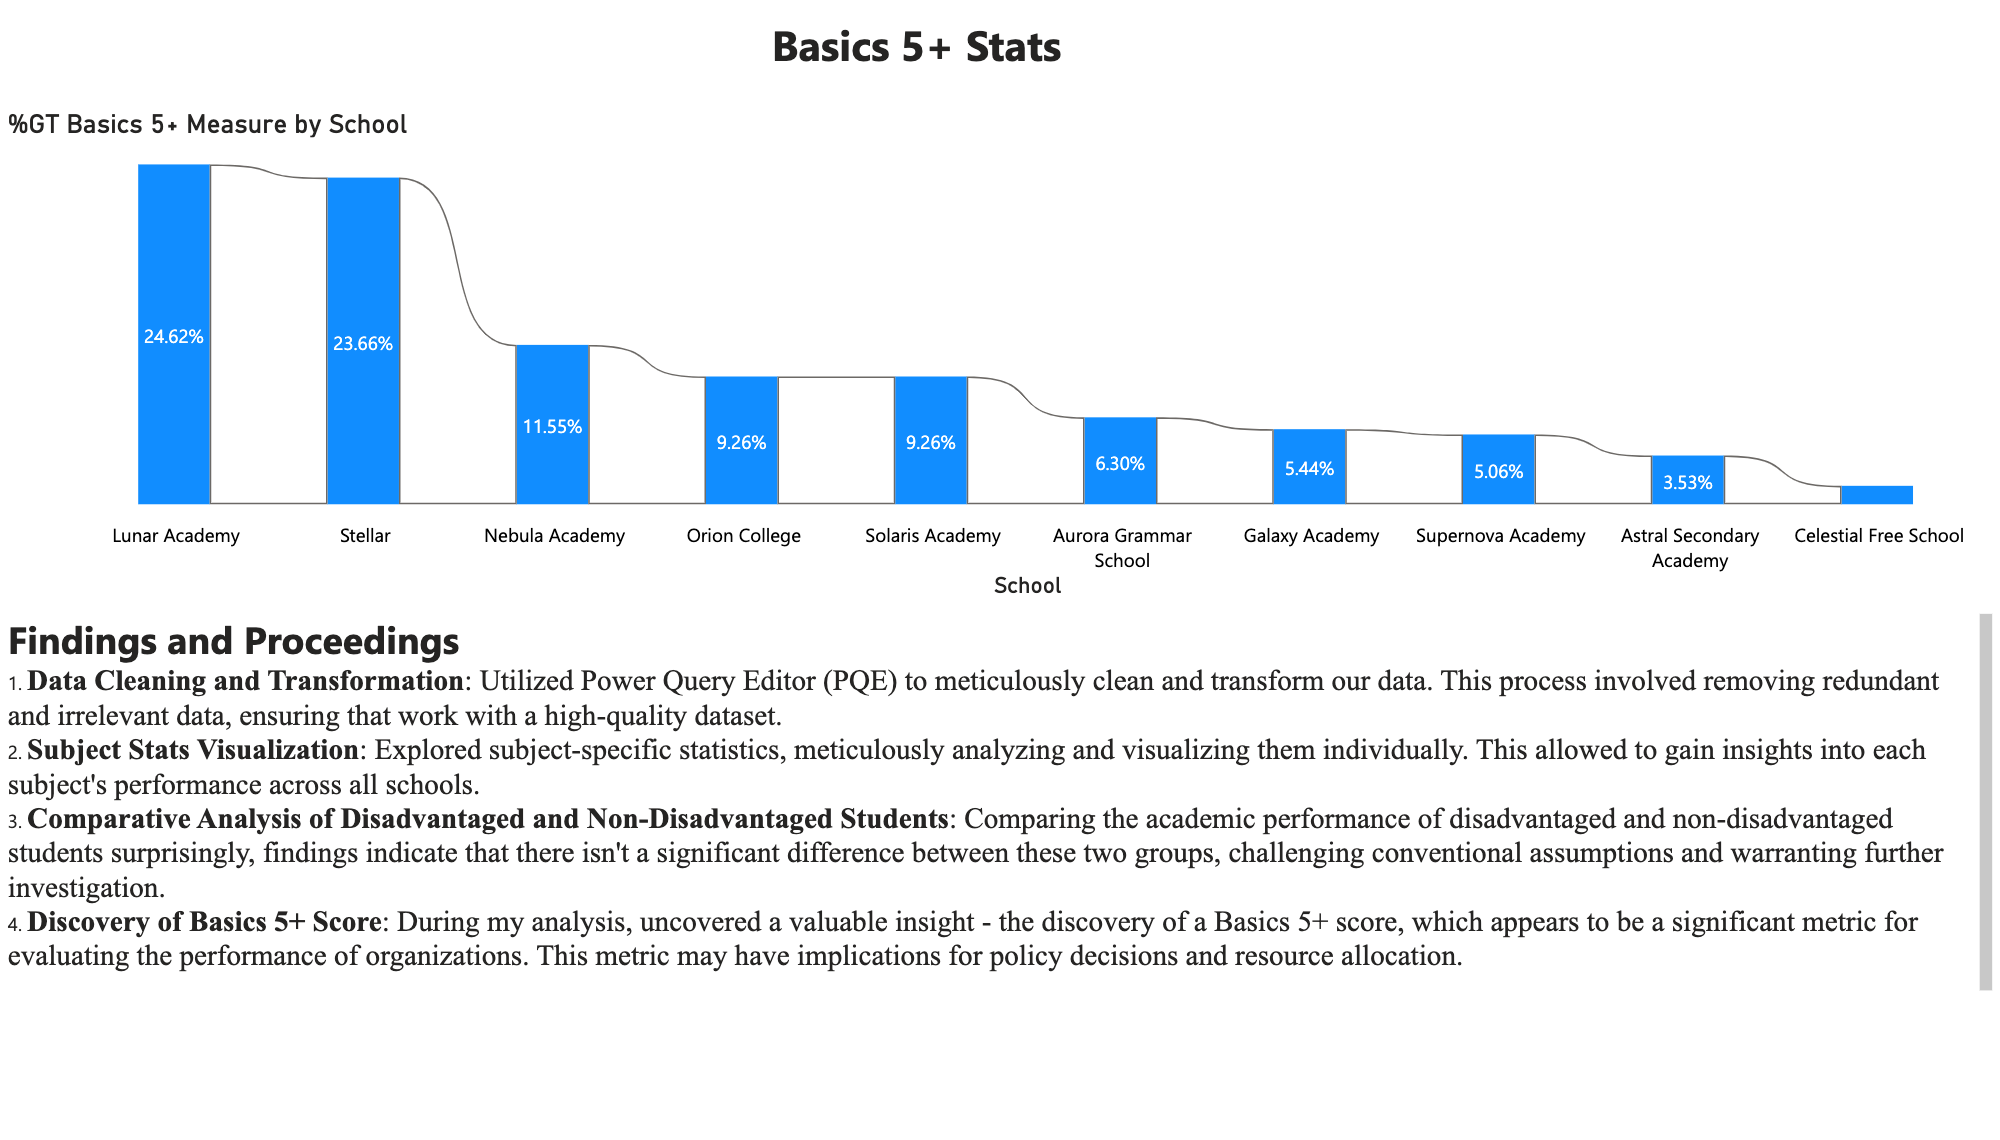 Basics 5+ Stats
%GT Basics 5+ Measure by School
24.62%
23.66%
11.55%
9.26%
9.26%
6.30%
5.44%
5.06%
3.53%
Lunar Academy
Stellar
Nebula Academy
Orion College
Solaris Academy
Aurora Grammar
School
Galaxy Academy
Supernova Academy
Astral Secondary
Academy
Celestial Free School
School
Findings and Proceedings
1. Data Cleaning and Transformation: Utilized Power Query Editor (PQE) to meticulously clean and transform our data. This process involved removing redundant
and irrelevant data, ensuring that work with a high-quality dataset.
2. Subject Stats Visualization: Explored subject-specific statistics, meticulously analyzing and visualizing them individually. This allowed to gain insights into each
subject's performance across all schools.
3. Comparative Analysis of Disadvantaged and Non-Disadvantaged Students: Comparing the academic performance of disadvantaged and non-disadvantaged
students surprisingly, findings indicate that there isn't a significant difference between these two groups, challenging conventional assumptions and warranting further
investigation.
4. Discovery of Basics 5+ Score: During my analysis, uncovered a valuable insight - the discovery of a Basics 5+ score, which appears to be a significant metric for
evaluating the performance of organizations. This metric may have implications for policy decisions and resource allocation.